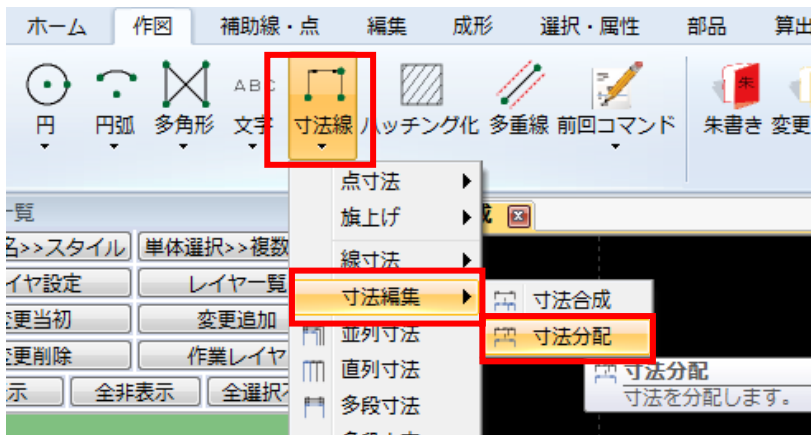 ホーム 作図 補助線・点 編集 成形 選択・属性 部品 算出
ABC 朱
円 円弧 多角形 文字 寸法線 ハッチング化 多重線 前回コマンド 朱書き 変更
点寸法
一覧 旗上げ 成
名>>スタイル 単体選択>>複数 線寸法
イヤ設定 レイヤ一覧 寸法編集 寸法合成
変更当初 変更追加 並列寸法 寸法分配
変更削除 作業レイヤ 直列寸法 寸法分配
示 全非表示 全選択 多段寸法 寸法を分配します。